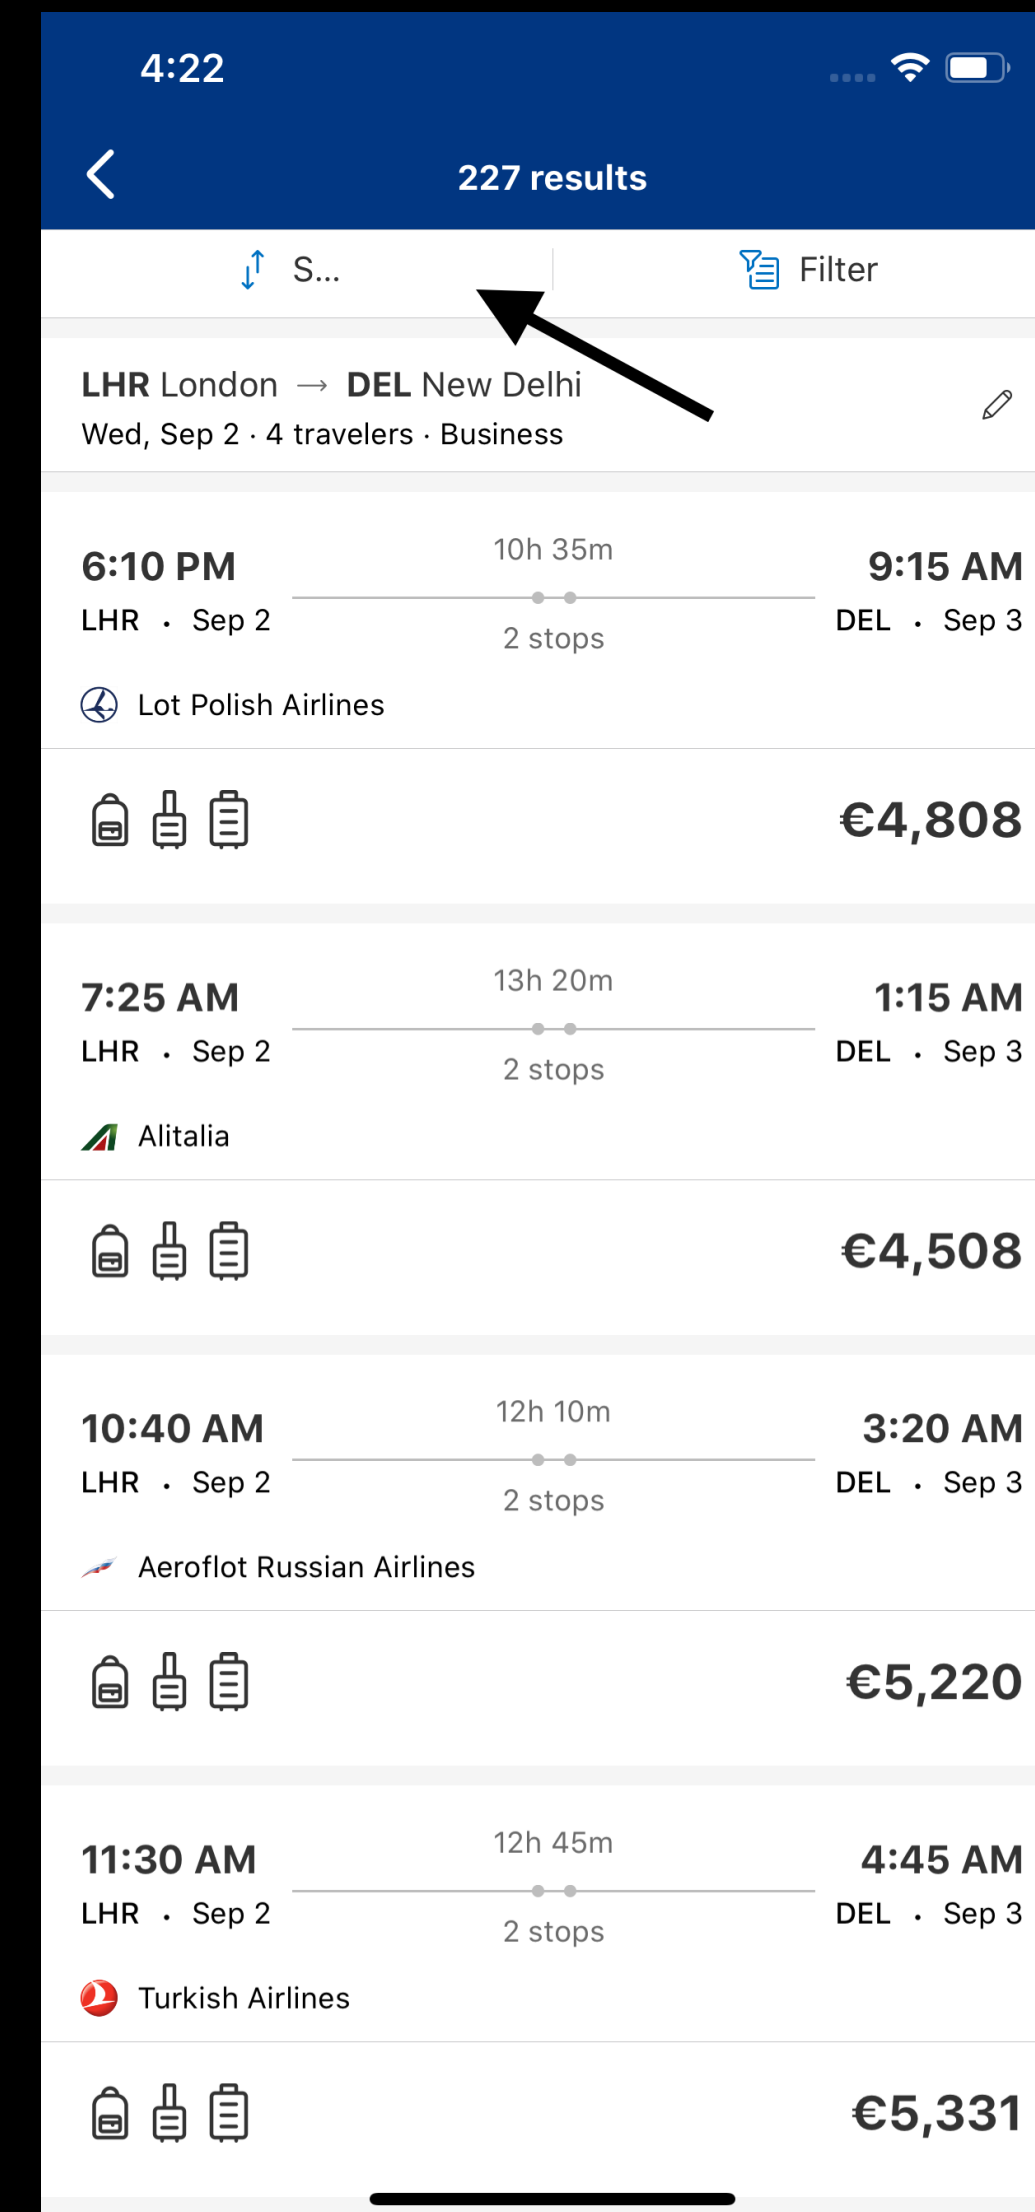 4:22
227 results
S... Filter
LHR London → DEL New Delhi
Wed, Sep 2 · 4 travelers · Business
10h 35m
6:10 PM 9:15 AM
LHR · Sep 2 DEL · Sep 3
2 stops
Lot Polish Airlines
€4,808
13h 20m
7:25 AM 1:15 AM
LHR · Sep 2 DEL · Sep 3
2 stops
Alitalia
€4,508
12h 10m
10:40 AM 3:20 AM
LHR · Sep 2 DEL · Sep 3
2 stops
Aeroflot Russian Airlines
€5,220
12h 45m
11:30 AM 4:45 AM
LHR · Sep 2 DEL · Sep 3
2 stops
Turkish Airlines
€5,331